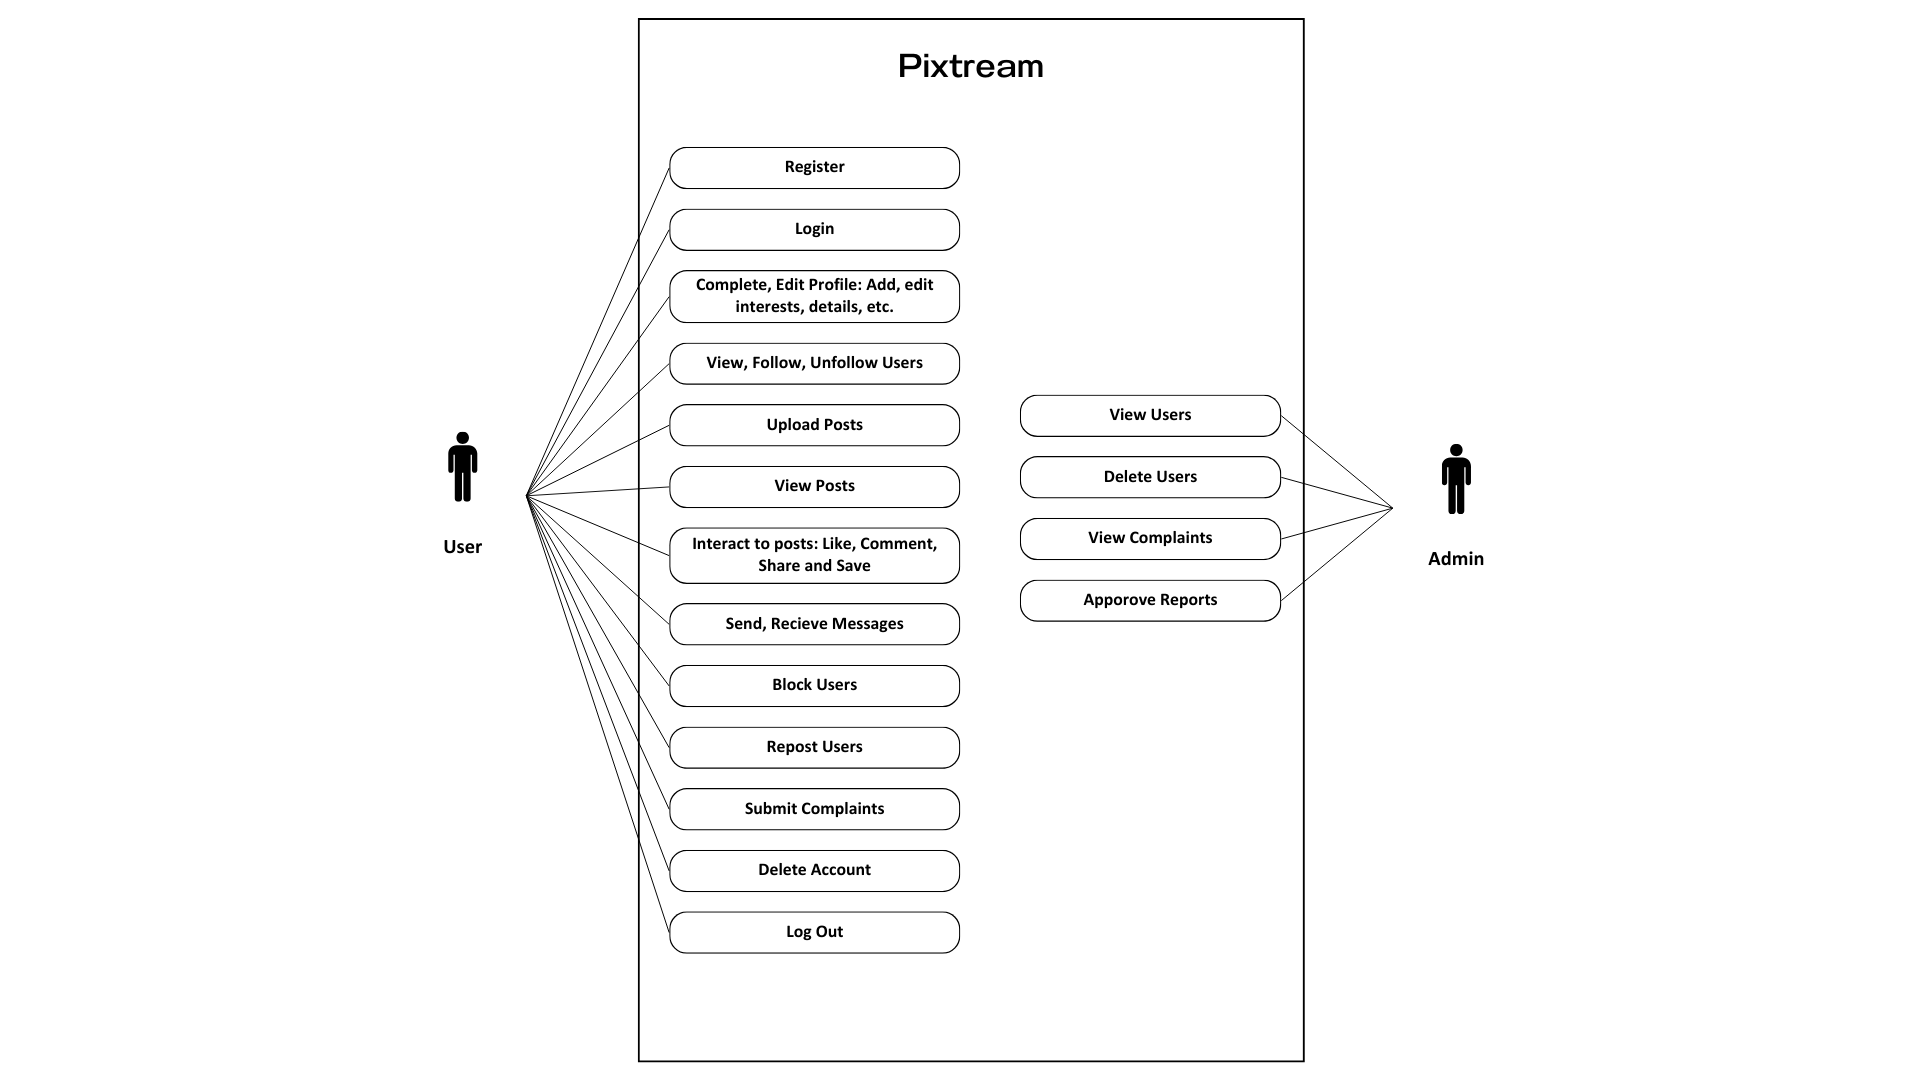 Pixtream
Register
Login
Complete, Edit Profile: Add, edit
interests, details, etc.
View, Follow, Unfollow Users
Upload Posts
View Posts
Interact to posts: Like, Comment,
Share and Save
Send, Recieve Messages
Block Users
Repost Users
Submit Complaints
Delete Account
Log Out
View Users
Delete Users
View Complaints
Apporove Reports
User
Admin